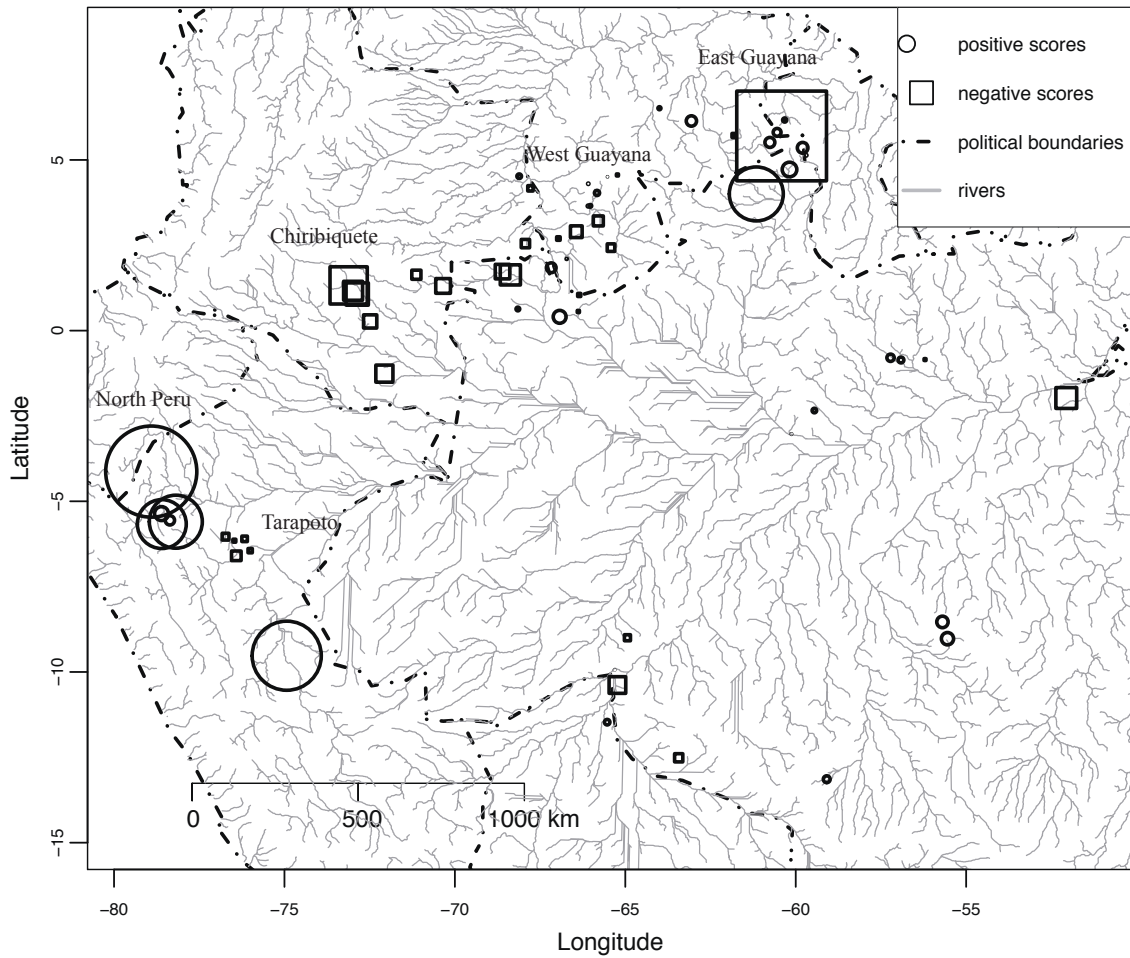 East Guayana
positive scores
negative scores
political boundaries
rivers
West Guayana
Chiribiquete
North Peru
Tarapoto
0 500 1000 km
5
0
−5
−10
−15
Latitude
−80 −75 −70 −65 −60 −55
Longitude